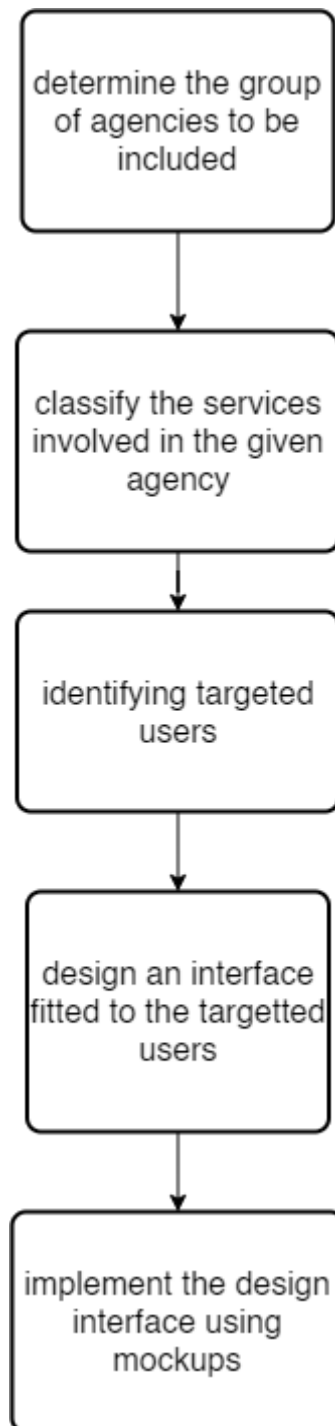 determine the group
of agencies to be
included
classify the services
involved in the given
agency
identifying targeted
users
design an interface
fitted to the targetted
users
implement the design
interface using
mockups